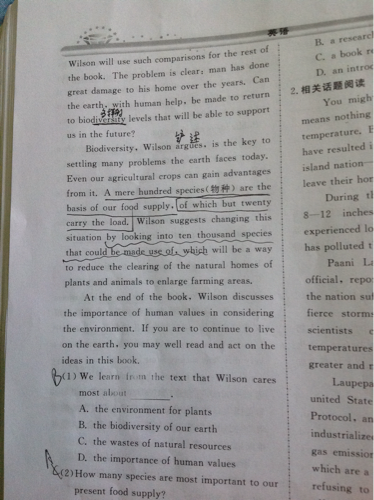 英语
Wilson will use such comparisons for the rest of
the book. The problem is clear: man has done
great damage to his home over the years. Can
the earth, with human help, be made to return
to biodiversity levels that will be able to support
us in the future?
Biodiversity, Wilson argues, is the key to
settling many problems the earth faces today.
Even our agricultural crops can gain advantages
from it. A mere hundred species(物种) are the
basis of our food supply, of which but twenty
carry the load. Wilson suggests changing this
situation by looking into ten thousand species
that could be made use of, which will be a way
to reduce the clearing of the natural homes of
plants and animals to enlarge farming areas.
At the end of the book, Wilson discusses
the importance of human values in considering
the environment. If you are to continue to live
on the earth, you may well read and act on the
ideas in this book.
B(1) We learn from the text that Wilson cares
most about ______.
A. the environment for plants
B. the biodiversity of our earth
C. the wastes of natural resources
D. the importance of human values
(2) How many species are most important to our
present food supply?
B. a research
C. a book r
D. an introd
2. 相关话题阅读
You migh
means nothing
temperature. E
have resulted i
island nation—
leave their hor
During th
8—12 inches
experienced lo
has polluted t
Paani La
official, repo
the nation suf
fierce storms
scientists c
temperatures
greater and r
Laupepa
united State
Protocol, an
industrialize
gas emission
which are a
refusing to